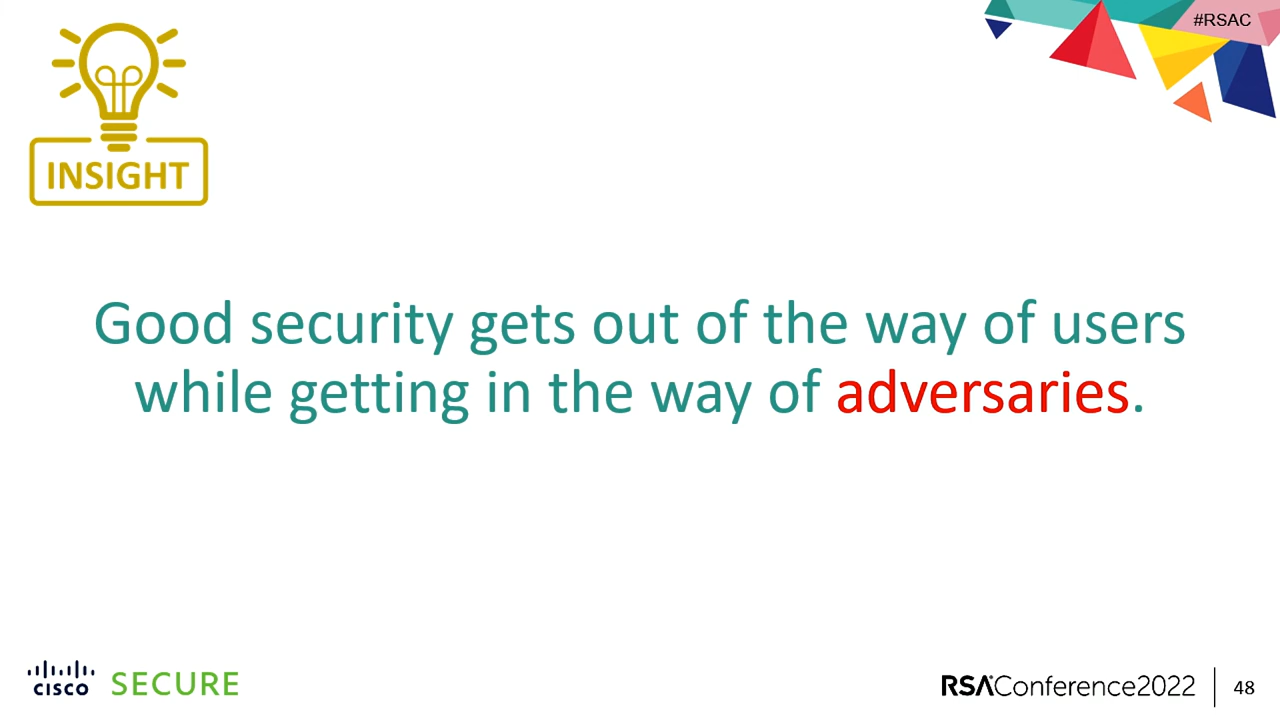 #RSAC
INSIGHT
Good security gets out of the way of users
while getting in the way of adversaries.
CISCO SECURE
RSAConference2022 | 48